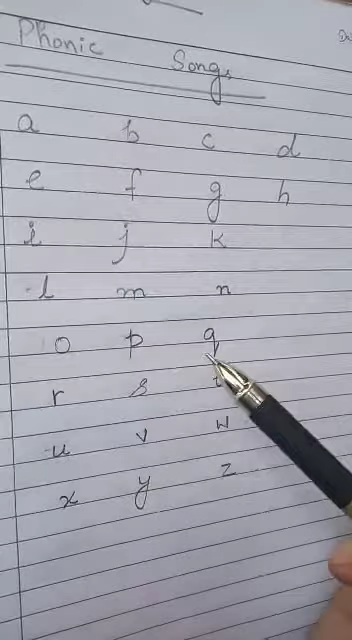 Phonic Songs
a b c d
e f g h
i j k
l m n
o p q
r s
u v w
x y z